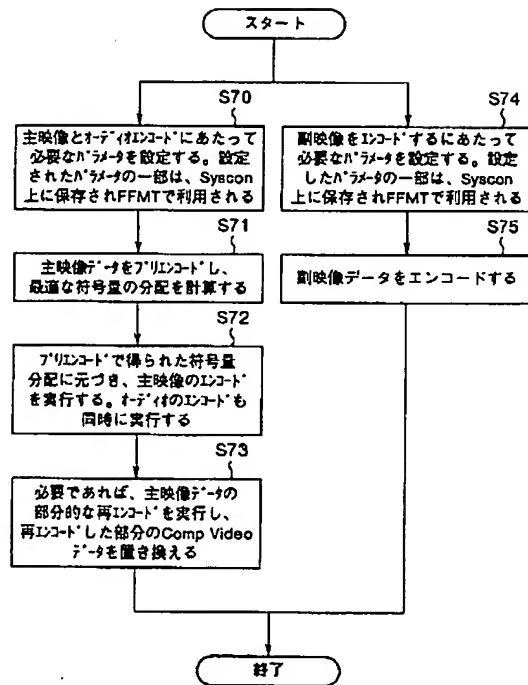 スタート
S70
主映像とオーディオエンコードにあたって
必要なパラメータを設定する。設定
されたパラメータの一部は、Syscon
上に保存されFFMTで利用される
S71
主映像データをプリエンコードし、
最適な符号量の分配を計算する
S72
プリエンコードで得られた符号量
分配に元づき、主映像のエンコード
を実行する。オーディオのエンコードも
同時に実行する
S73
必要であれば、主映像データの
部分的な再エンコードを実行し、
再エンコードした部分のComp Video
データを置き換える
S74
副映像をエンコードするにあたって
必要なパラメータを設定する。設定
したパラメータの一部は、Syscon
上に保存されFFMTで利用される
S75
副映像データをエンコードする
終了